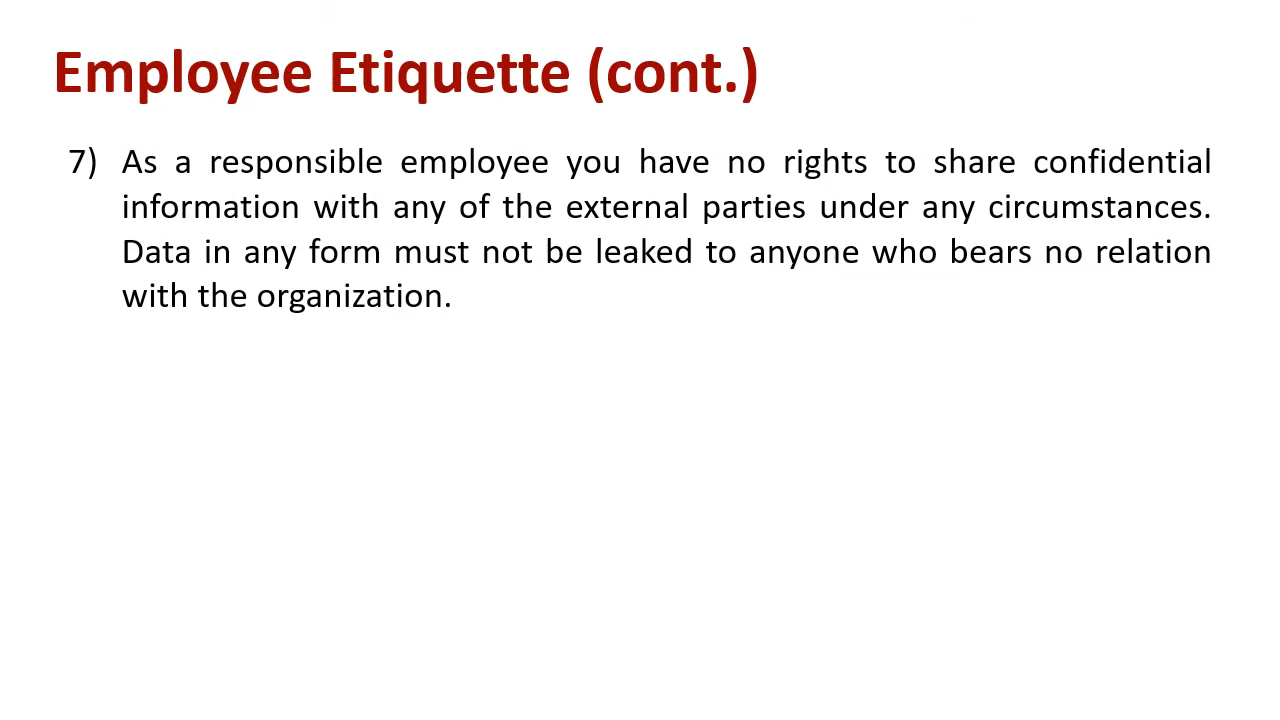 Employee Etiquette (cont.)
7) As a responsible employee you have no rights to share confidential
information with any of the external parties under any circumstances.
Data in any form must not be leaked to anyone who bears no relation
with the organization.